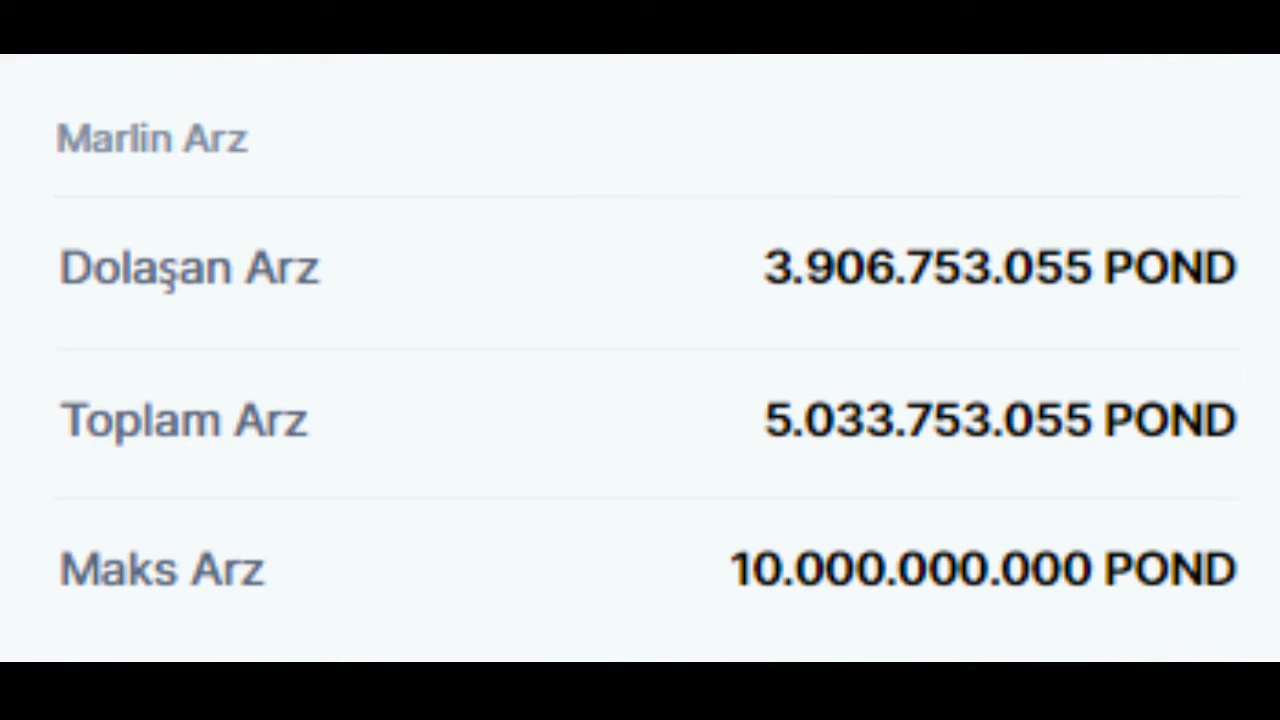 Marlin Arz
Dolaşan Arz 3.906.753.055 POND
Toplam Arz 5.033.753.055 POND
Maks Arz 10.000.000.000 POND